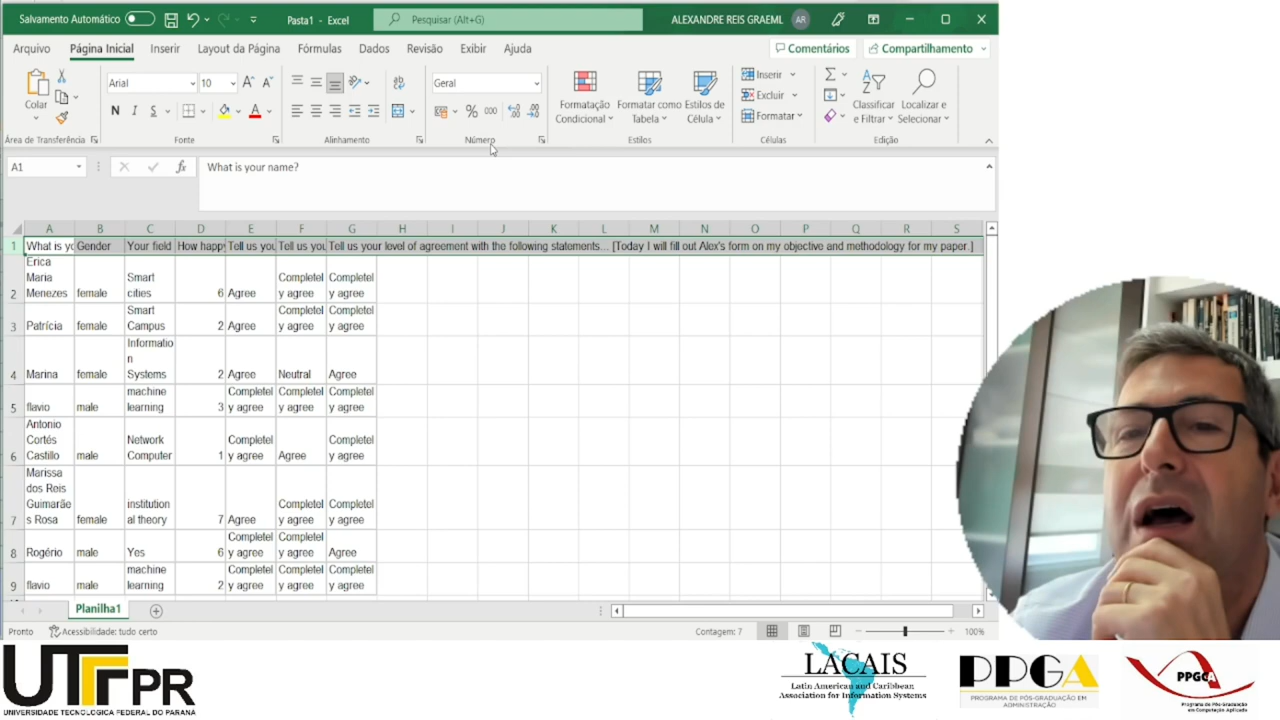 Salvamento Automático
Pasta1 - Excel
Pesquisar (Alt+G)
ALEXANDRE REIS GRAEML
AR
Arquivo
Página Inicial
Inserir
Layout da Página
Fórmulas
Dados
Revisão
Exibir
Ajuda
Comentários
Compartilhamento
Colar
Arial
10
N I S
A
Geral
% 000
Formatação Condicional
Formatar como Tabela
Estilos de Célula
Inserir
Excluir
Formatar
Classificar e Filtrar
Localizar e Selecionar
Área de Transferência
Fonte
Alinhamento
Número
Estilos
Células
Edição
A1
fx
What is your name?
A B C D E F G H I J K L M N O P Q R S
1 What is yo Gender Your field How happy Tell us you Tell us you Tell us your level of agreement with the following statements... [Today I will fill out Alex's form on my objective and methodology for my paper.]
2 Erica Maria Menezes female Smart cities 6 Agree Completely agree Completely agree
3 Patrícia female Smart Campus 2 Agree Completely agree Completely agree
4 Marina female Information Systems 2 Agree Neutral Agree
5 flavio male machine learning 3 Completely agree Completely agree Completely agree
6 Antonio Cortés Castillo male Network Computer 1 Completely agree Agree Completely agree
7 Marissa dos Reis Guimarães Rosa female institutional theory 7 Agree Completely agree Completely agree
8 Rogério male Yes 6 Completely agree Completely agree Agree
9 flavio male machine learning 2 Completely agree Completely agree Completely agree
Planilha1
Pronto
Acessibilidade: tudo certo
Contagem: 7
100%
UTFPR
UNIVERSIDADE TECNOLÓGICA FEDERAL DO PARANÁ
LACAIS
Latin American and Caribbean
Association for Information Systems
PPGA
PROGRAMA DE PÓS-GRADUAÇÃO EM
ADMINISTRAÇÃO
PPGCA
Programa de Pós-Graduação
em Computação Aplicada